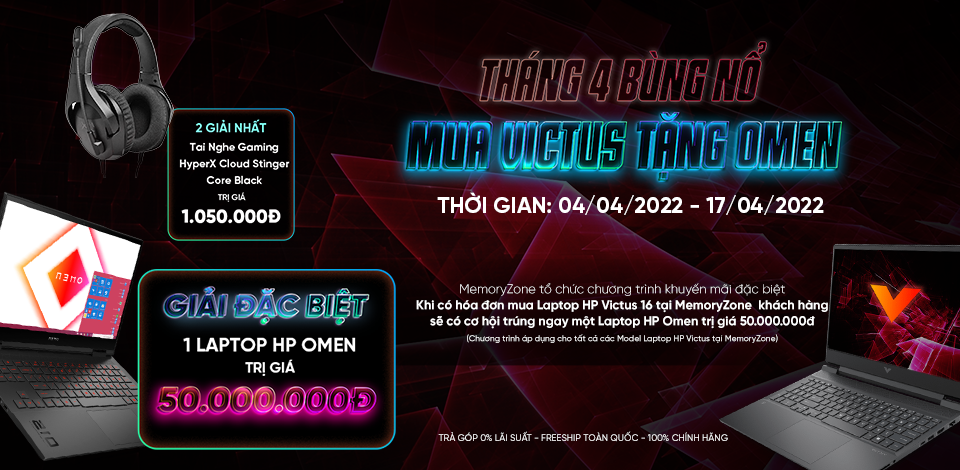 THÁNG 4 BÙNG NỔ
MUA VICTUS TẶNG OMEN
THỜI GIAN: 04/04/2022 - 17/04/2022
2 GIẢI NHẤT
Tai Nghe Gaming
HyperX Cloud Stinger
Core Black
TRỊ GIÁ
1.050.000Đ
GIẢI ĐẶC BIỆT
1 LAPTOP HP OMEN
TRỊ GIÁ
50.000.000Đ
MemoryZone tổ chức chương trình khuyến mãi đặc biệt
Khi có hóa đơn mua Laptop HP Victus 16 tại MemoryZone khách hàng
sẽ có cơ hội trúng ngay một Laptop HP Omen trị giá 50.000.000đ
(Chương trình áp dụng cho tất cả các Model Laptop HP Victus tại MemoryZone)
TRẢ GÓP 0% LÃI SUẤT - FREESHIP TOÀN QUỐC - 100% CHÍNH HÃNG